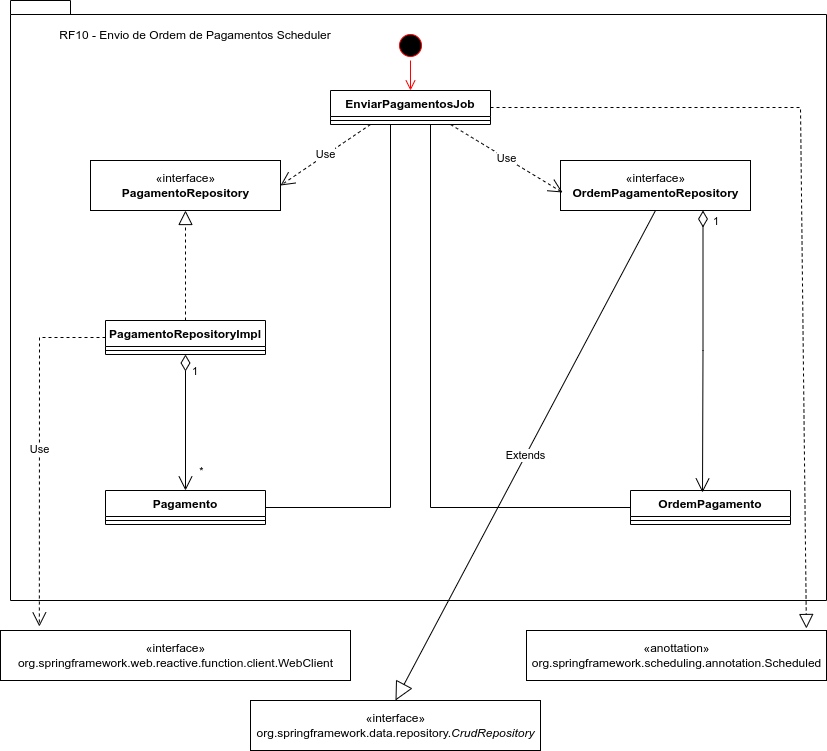 RF10 - Envio de Ordem de Pagamentos Scheduler
EnviarPagamentosJob
Use
Use
«interface»
PagamentoRepository
«interface»
OrdemPagamentoRepository
1
PagamentoRepositoryImpl
1
Use
Extends
*
Pagamento
OrdemPagamento
«interface»
org.springframework.web.reactive.function.client.WebClient
«anottation»
org.springframework.scheduling.annotation.Scheduled
«interface»
org.springframework.data.repository.CrudRepository